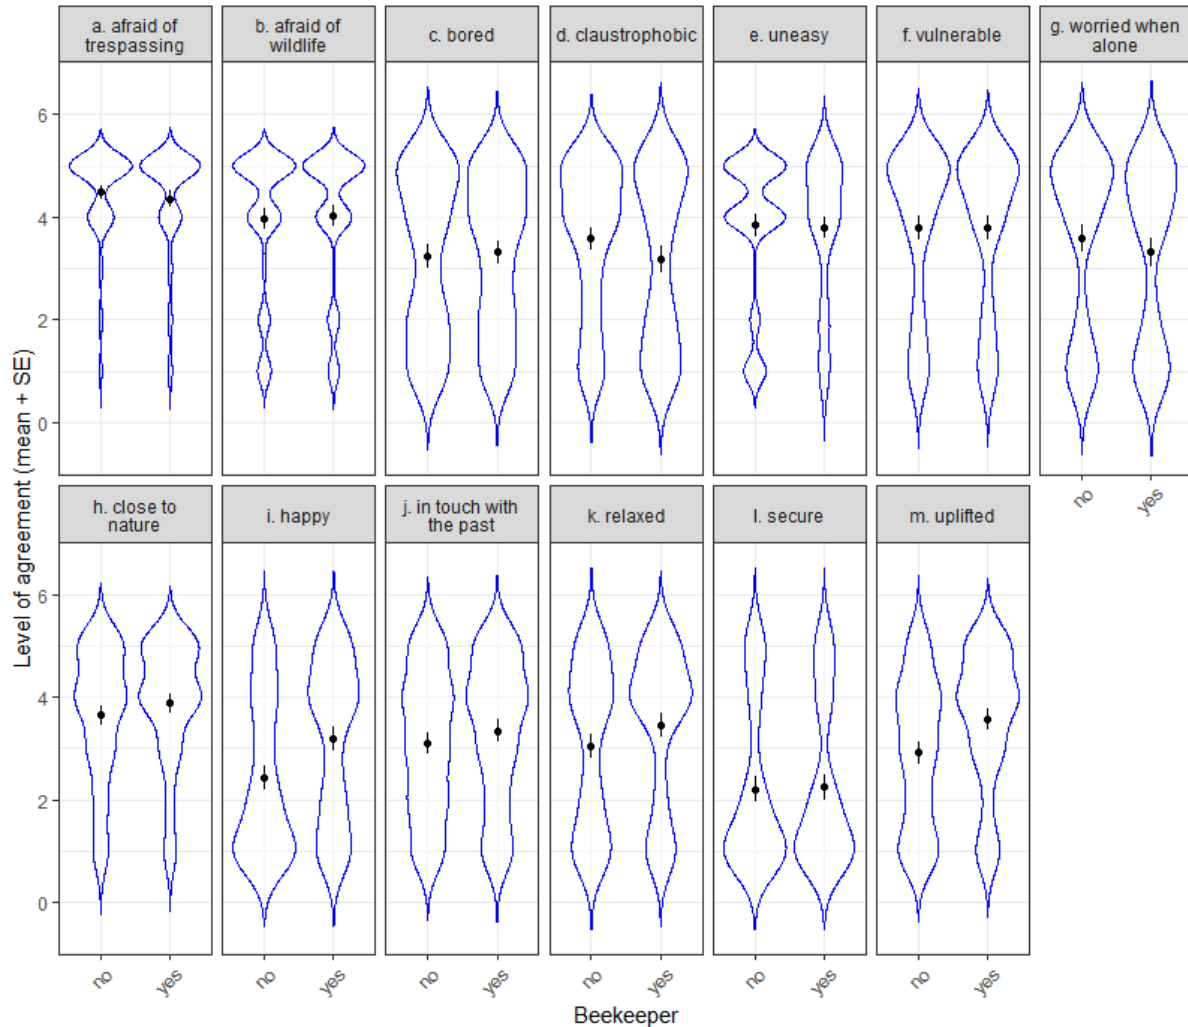 a. afraid of
trespassing
b. afraid of
wildlife
c. bored
d. claustrophobic
e. uneasy
f. vulnerable
g. worried when
alone
6
4
2
0
Level of agreement (mean + SE)
no
yes
h. close to
nature
i. happy
j. in touch with
the past
k. relaxed
l. secure
m. uplifted
6
4
2
0
no
yes
no
yes
no
yes
no
yes
no
yes
no
yes
Beekeeper